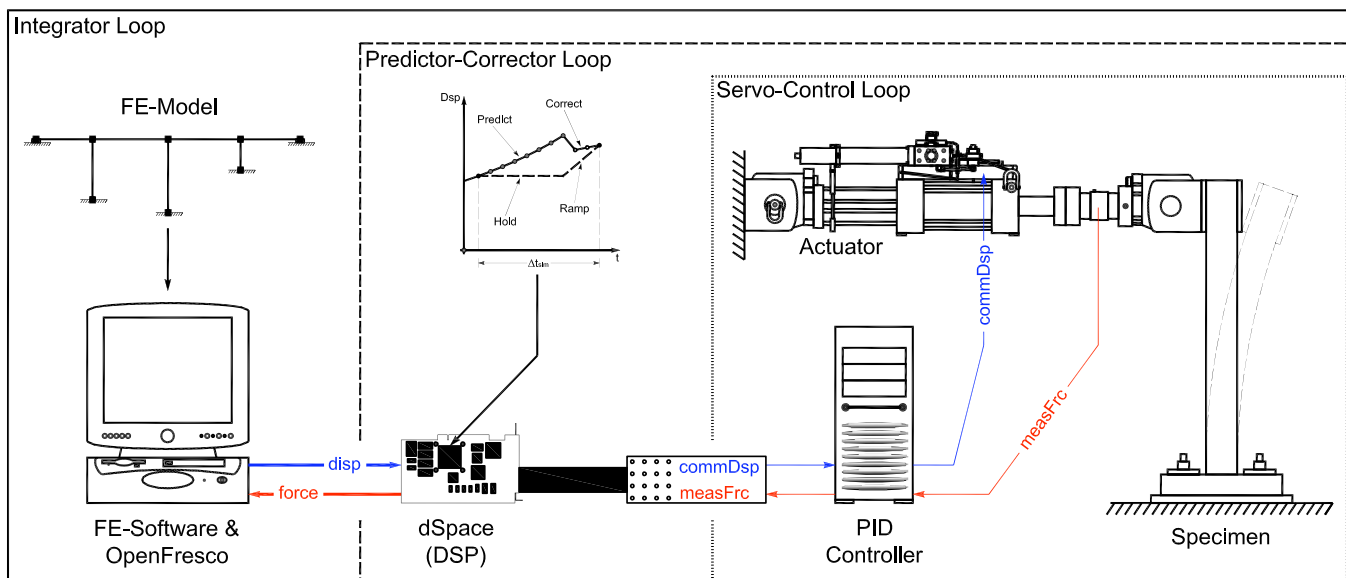 Integrator Loop
Predictor-Corrector Loop
Servo-Control Loop
FE-Model
Dsp
Predict
Correct
Hold
Ramp
t
Δtsim
Actuator
commDsp
measFrc
disp
force
commDsp
measFrc
FE-Software &
OpenFresco
dSpace
(DSP)
PID
Controller
Specimen